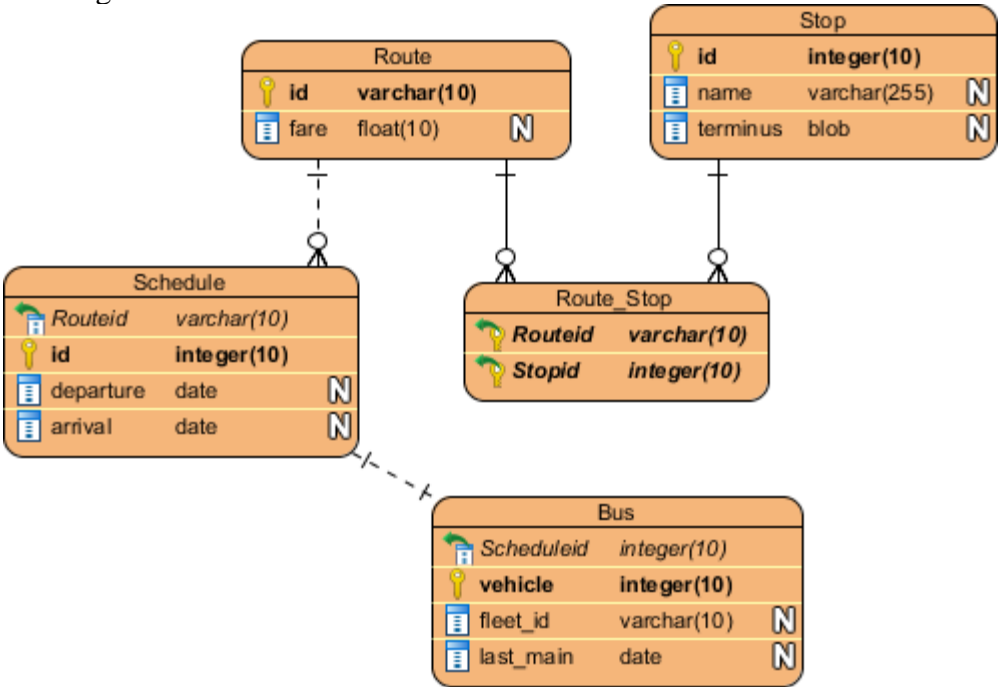 Stop
id integer(10)
name varchar(255) N
terminus blob N
Route
id varchar(10)
fare float(10) N
Schedule
Routeid varchar(10)
id integer(10)
departure date N
arrival date N
Route_Stop
Routeid varchar(10)
Stopid integer(10)
Bus
Scheduleid integer(10)
vehicle integer(10)
fleet_id varchar(10) N
last_main date N